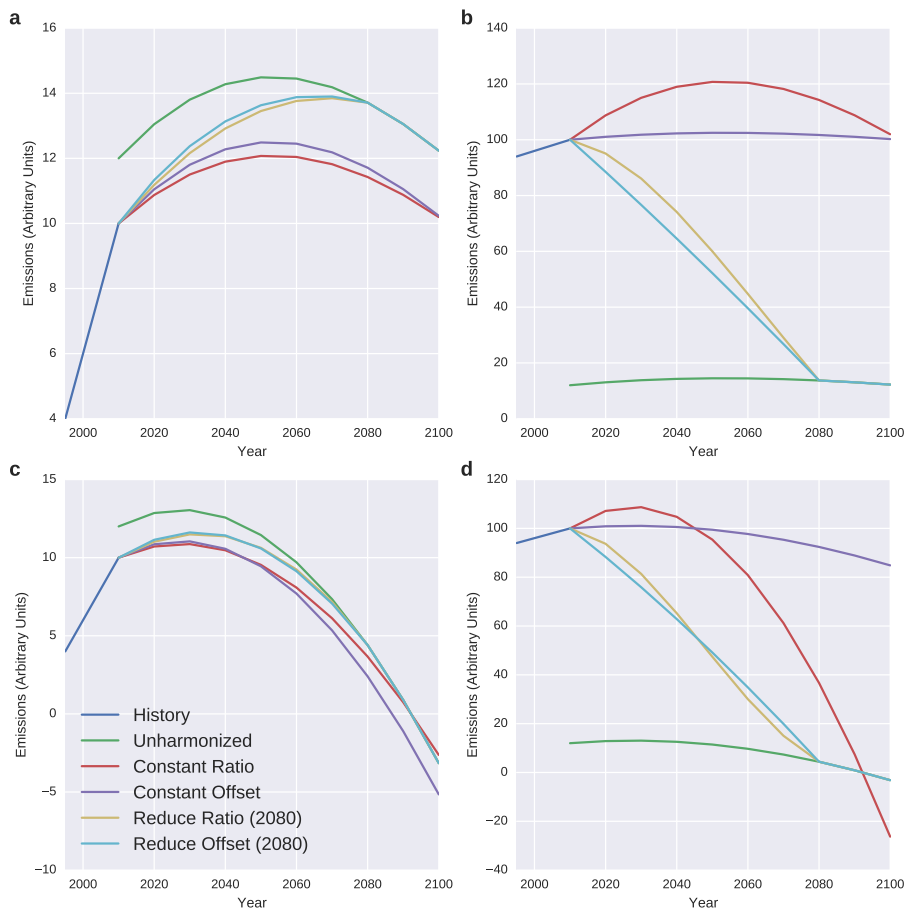 a
16
14
12
10
8
6
4
Emissions (Arbitrary Units)
2000 2020 2040 2060 2080 2100
Year
b
140
120
100
80
60
40
20
0
Emissions (Arbitrary Units)
2000 2020 2040 2060 2080 2100
Year
c
15
10
5
0
−5
−10
Emissions (Arbitrary Units)
History
Unharmonized
Constant Ratio
Constant Offset
Reduce Ratio (2080)
Reduce Offset (2080)
2000 2020 2040 2060 2080 2100
Year
d
120
100
80
60
40
20
0
−20
−40
Emissions (Arbitrary Units)
2000 2020 2040 2060 2080 2100
Year